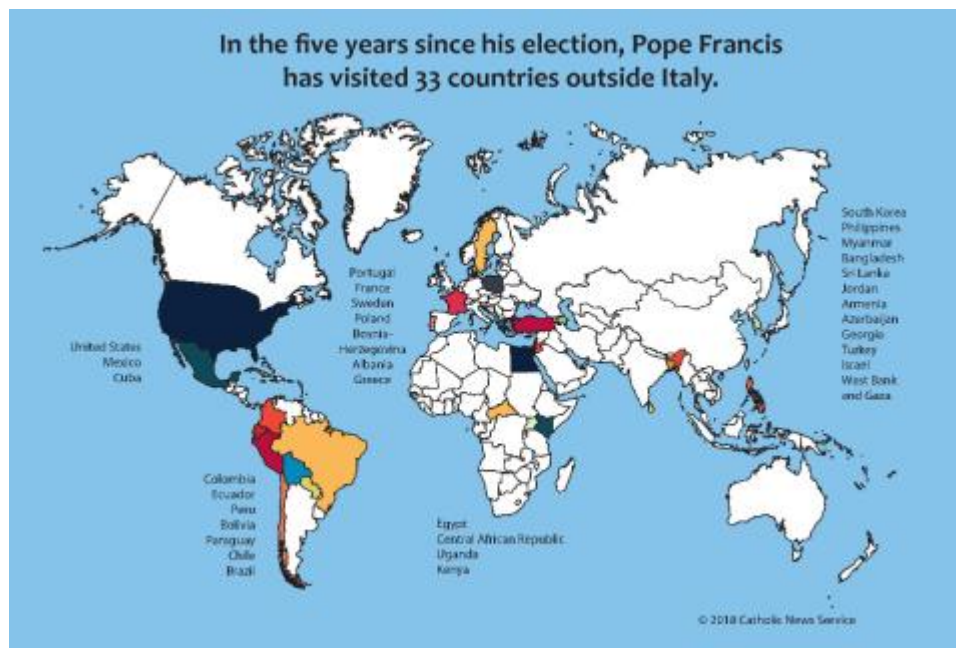 In the five years since his election, Pope Francis
has visited 33 countries outside Italy.
South Korea
Philippines
Myanmar
Bangladesh
Sri Lanka
Jordan
Armenia
Azerbaijan
Georgia
Turkey
Israel
West Bank
and Gaza
Portugal
France
Sweden
Poland
Bosnia-
Herzegovina
Albania
Greece
United States
Mexico
Cuba
Colombia
Ecuador
Peru
Bolivia
Paraguay
Chile
Brazil
Egypt
Central African Republic
Uganda
Kenya
© 2018 Catholic News Service